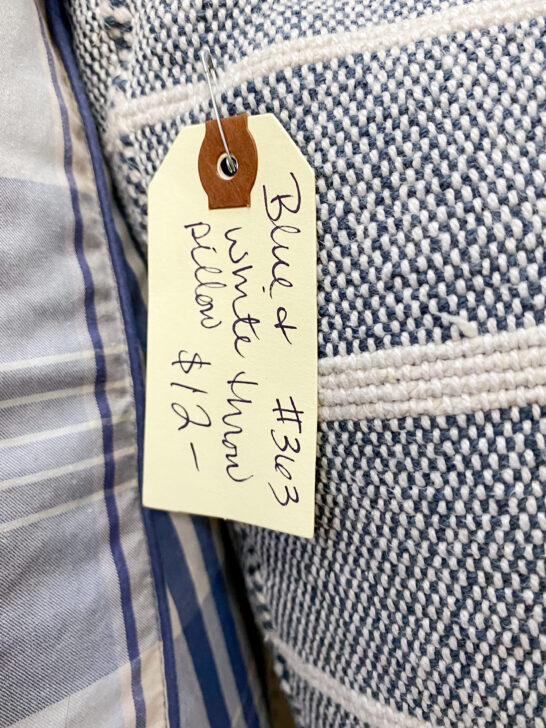 Blue & #363
white throw
pillow $12-